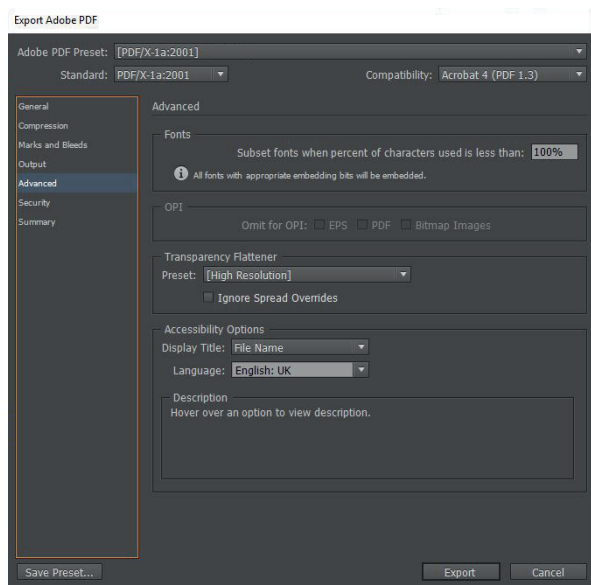 Export Adobe PDF
Adobe PDF Preset: [PDF/X-1a:2001]
Standard: PDF/X-1a:2001 Compatibility: Acrobat 4 (PDF 1.3)
General
Compression
Marks and Bleeds
Output
Advanced
Security
Summary
Advanced
Fonts
Subset fonts when percent of characters used is less than: 100%
All fonts with appropriate embedding bits will be embedded.
OPI
Omit for OPI: EPS PDF Bitmap Images
Transparency Flattener
Preset: [High Resolution]
Ignore Spread Overrides
Accessibility Options
Display Title: File Name
Language: English: UK
Description
Hover over an option to view description.
Save Preset... Export Cancel